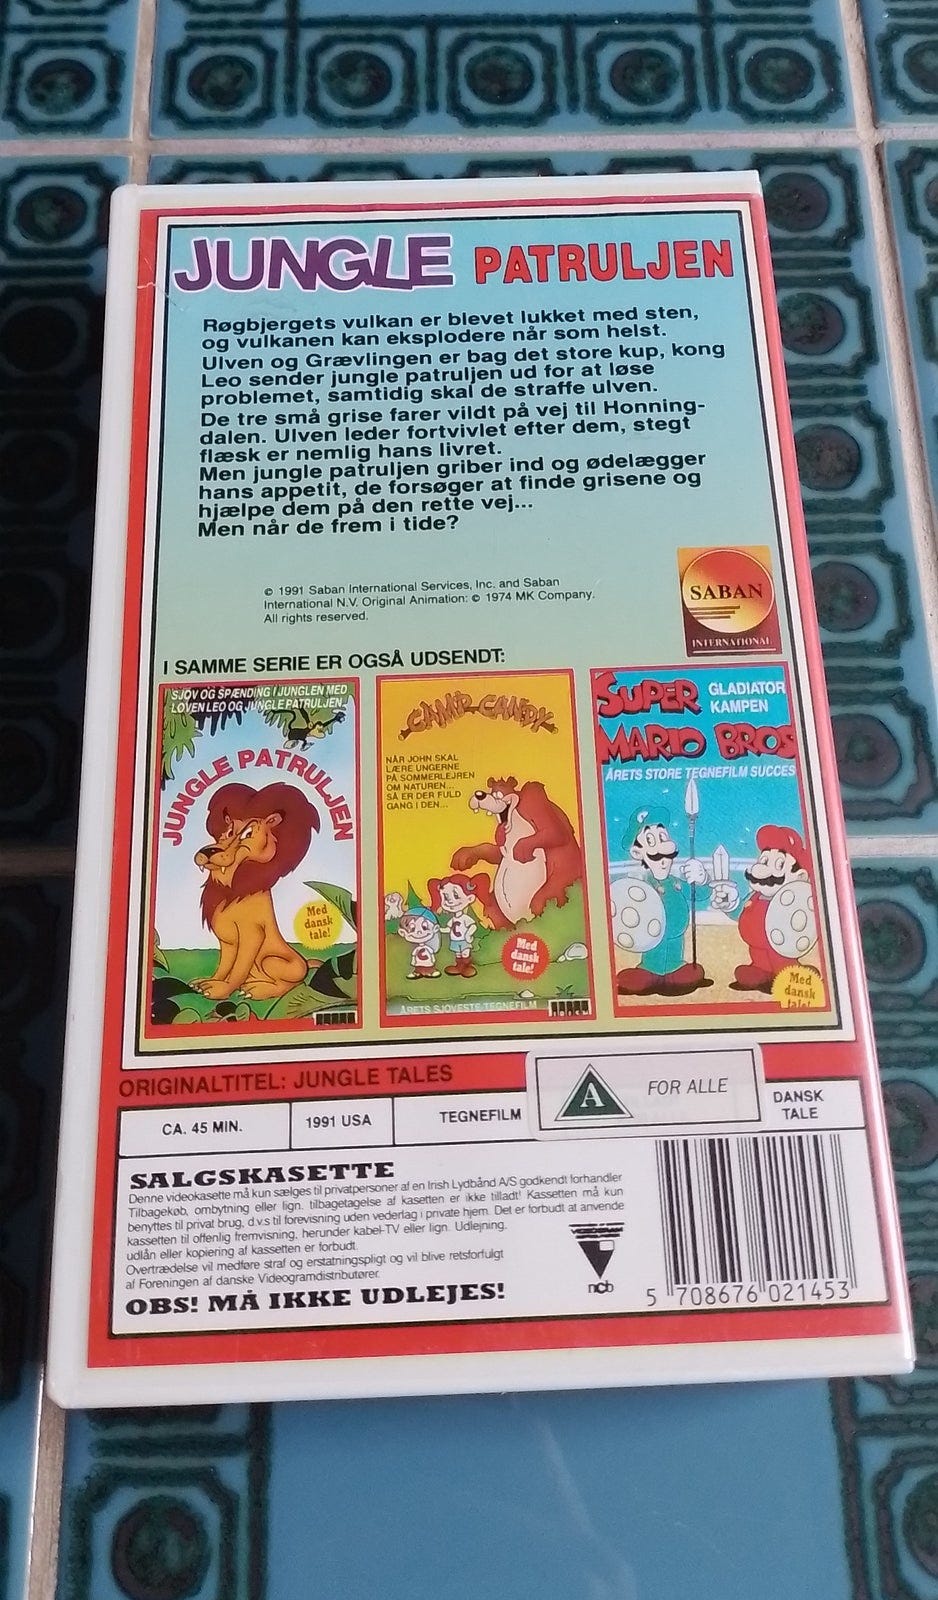 JUNGLE PATRULJEN
Røgbjergets vulkan er blevet lukket med sten,
og vulkanen kan eksplodere når som helst.
Ulven og Grævlingen er bag det store kup, kong
Leo sender jungle patruljen ud for at løse
problemet, samtidig skal de straffe ulven.
De tre små grise farer vildt på vej til Honning-
dalen. Ulven leder fortvivlet efter dem, stegt
flæsk er nemlig hans livret.
Men jungle patruljen griber ind og ødelægger
hans appetit, de forsøger at finde grisene og
hjælpe dem på den rette vej...
Men når de frem i tide?
© 1991 Saban International Services, Inc. and Saban
International N.V. Original Animation: © 1974 MK Company.
All rights reserved.
SABAN
INTERNATIONAL
I SAMME SERIE ER OGSÅ UDSENDT:
SJOV OG SPÆNDING I JUNGLEN MED
LØVEN LEO OG JUNGLE PATRULJEN
JUNGLE PATRULJEN
Med
dansk
tale!
CAMP CANDY
NÅR JOHN SKAL
LÆRE UNGERNE
PÅ SOMMERLEJREN
OM NATUREN...
SÅ ER DER FULD
GANG I DEN...
C
C
Med
dansk
tale!
ÅRETS SJOVESTE TEGNEFILM
SUPER GLADIATOR
KAMPEN
MARIO BROS
ÅRETS STORE TEGNEFILM SUCCES
Med
dansk
tale!
ORIGINALTITEL: JUNGLE TALES
CA. 45 MIN.
1991 USA
TEGNEFILM
A FOR ALLE
DANSK
TALE
SALGSKASETTE
Denne videokasette må kun sælges til privatpersoner af en Irish Lydbånd A/S godkendt forhandler
Tilbagekøb, ombytning eller lign. tilbagetagelse af kasetten er ikke tilladt! Kassetten må kun
benyttes til privat brug, d.v.s til forevisning uden vederlag i private hjem. Det er forbudt at anvende
kassetten til offenlig fremvisning, herunder kabel-TV eller lign. Udlejning.
udlån eller kopiering af kassetten er forbudt.
Overtrædelse vil medføre straf og erstatningspligt og vil blive retsforfulgt
af Foreningen af danske Videogramdistributører.
OBS! MÅ IKKE UDLEJES!
ncb
5 708676 021453